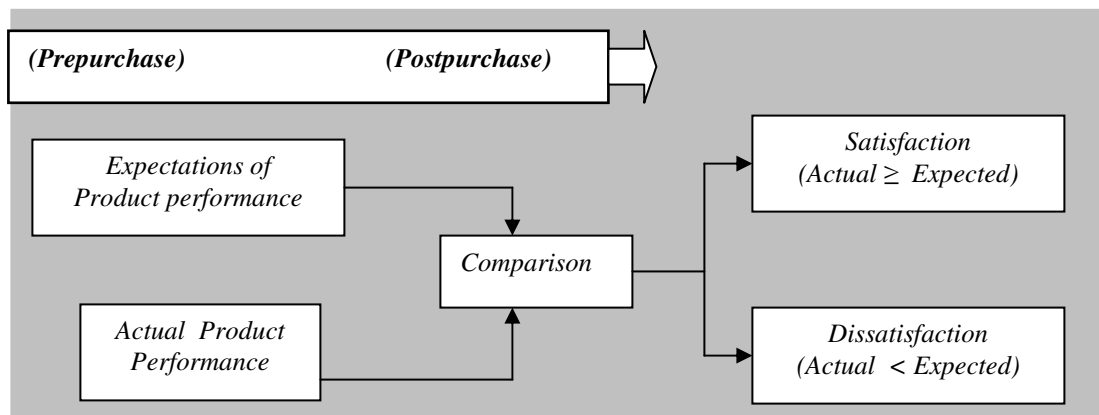 (Prepurchase) (Postpurchase)
Expectations of
Product performance
Actual Product
Performance
Comparison
Satisfaction
(Actual ≥ Expected)
Dissatisfaction
(Actual < Expected)